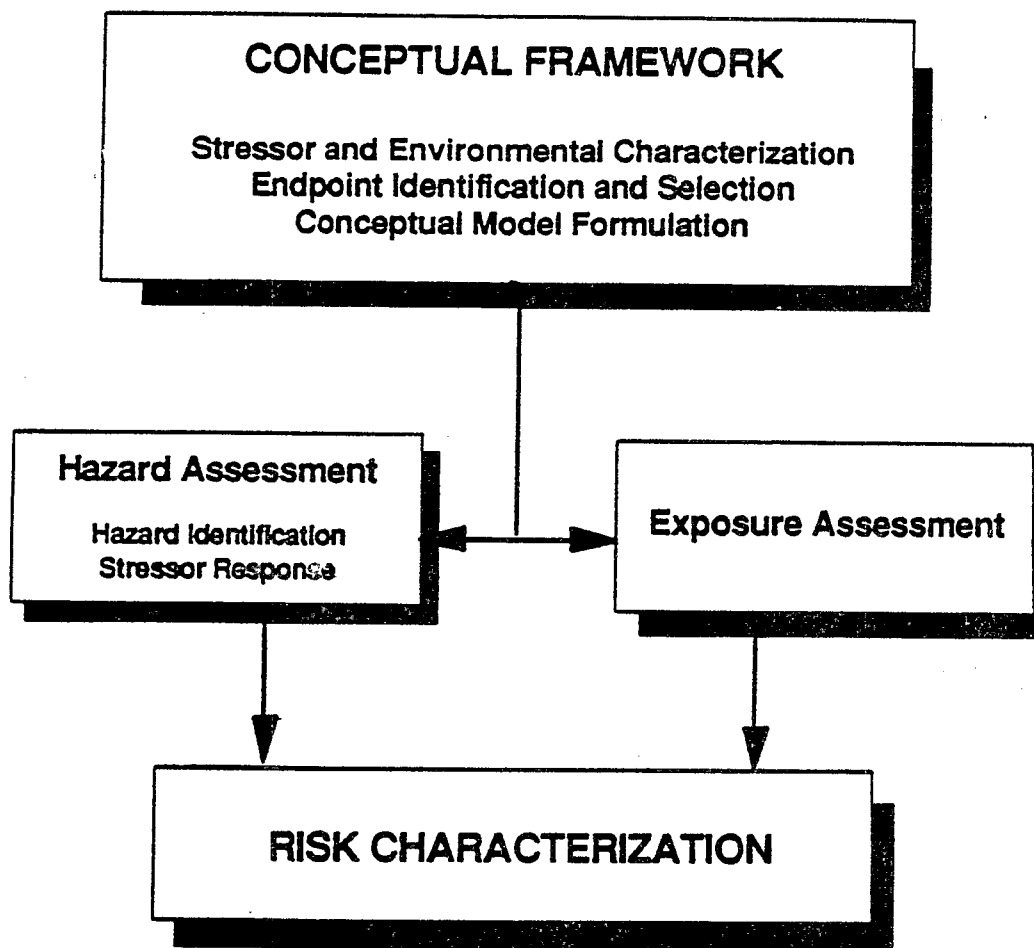 CONCEPTUAL FRAMEWORK
Stressor and Environmental Characterization
Endpoint Identification and Selection
Conceptual Model Formulation
Hazard Assessment
Hazard Identification
Stressor Response
Exposure Assessment
RISK CHARACTERIZATION